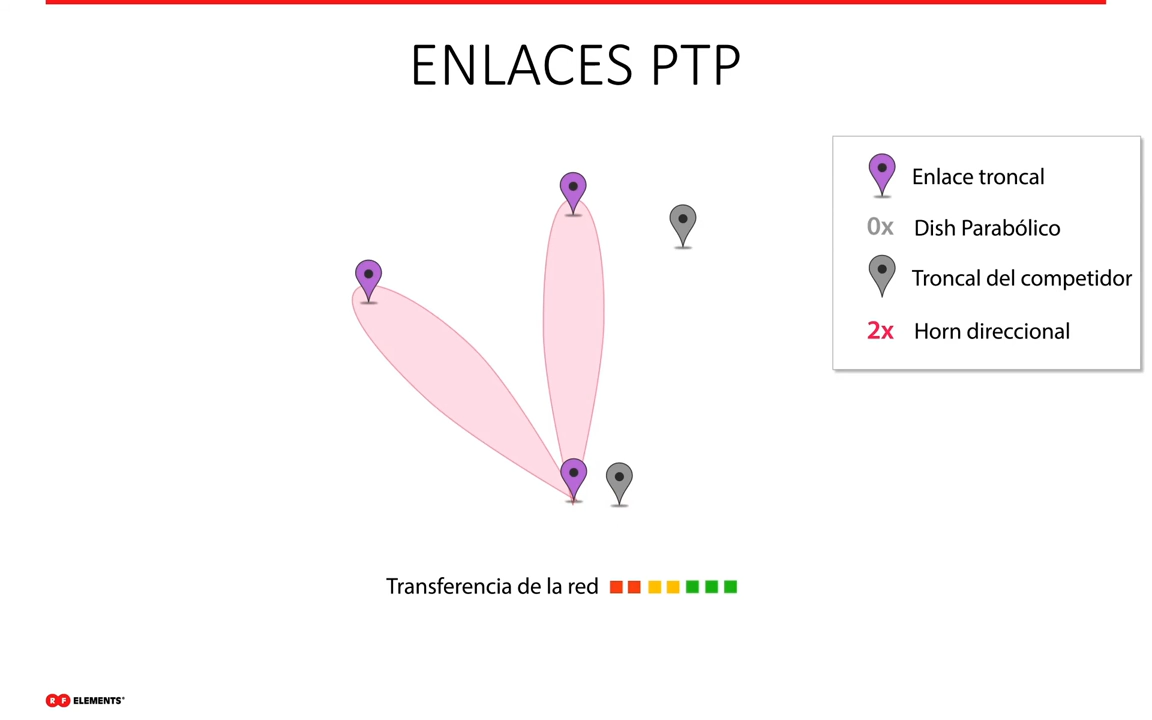 ENLACES PTP
Enlace troncal
0x Dish Parabólico
Troncal del competidor
2x Horn direccional
Transferencia de la red
RF ELEMENTS®